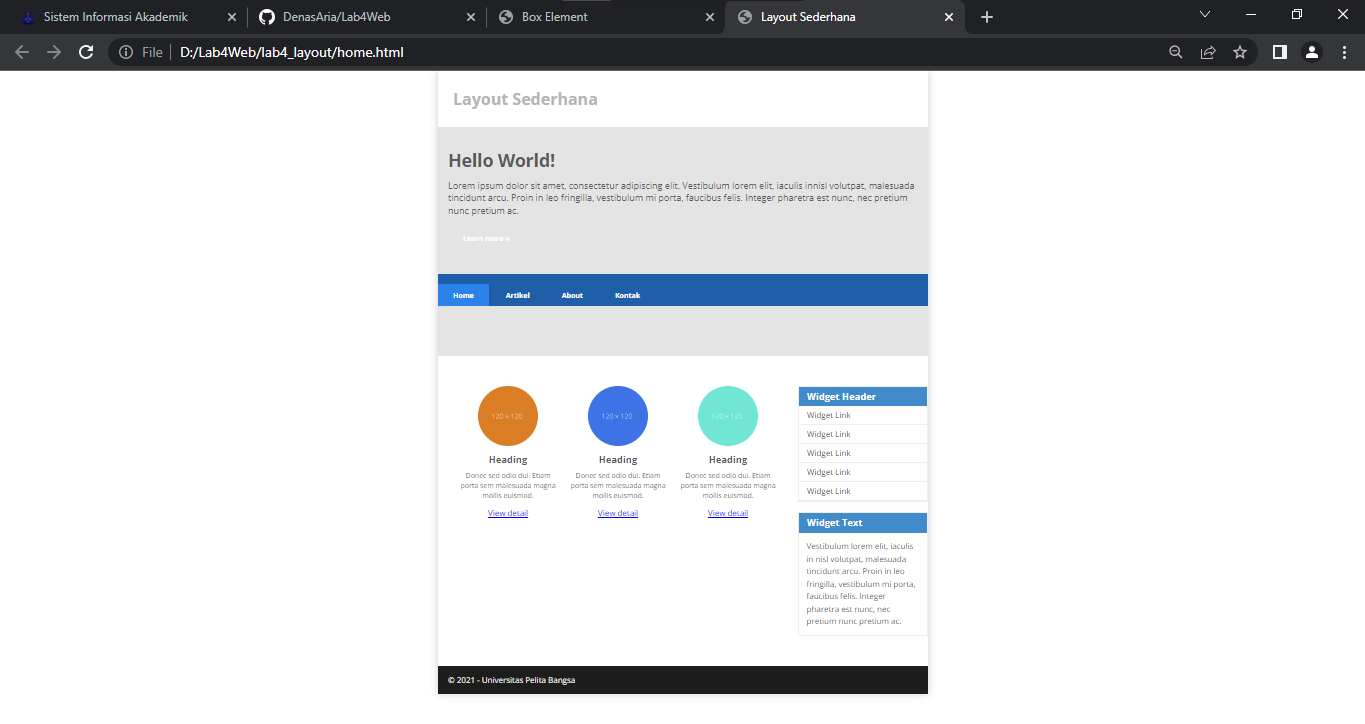 Sistem Informasi Akademik
DenasAria/Lab4Web
Box Element
Layout Sederhana
File
D:/Lab4Web/lab4_layout/home.html
Layout Sederhana
Hello World!
Lorem ipsum dolor sit amet, consectetur adipiscing elit. Vestibulum lorem elit, iaculis innisl volutpat, malesuada
tincidunt arcu. Proin in leo fringilla, vestibulum mi porta, faucibus felis. Integer pharetra est nunc, nec pretium
nunc pretium ac.
Learn more »
Home Artikel About Kontak
120 × 120
Heading
Donec sed odio dui. Etiam
porta sem malesuada magna
mollis euismod.
View detail
120 × 120
Heading
Donec sed odio dui. Etiam
porta sem malesuada magna
mollis euismod.
View detail
120 × 120
Heading
Donec sed odio dui. Etiam
porta sem malesuada magna
mollis euismod.
View detail
Widget Header
Widget Link
Widget Link
Widget Link
Widget Link
Widget Link
Widget Text
Vestibulum lorem elit, iaculis
in nisl volutpat, malesuada
tincidunt arcu. Proin in leo
fringilla, vestibulum mi porta,
faucibus felis. Integer
pharetra est nunc, nec
pretium nunc pretium ac.
© 2021 - Universitas Pelita Bangsa